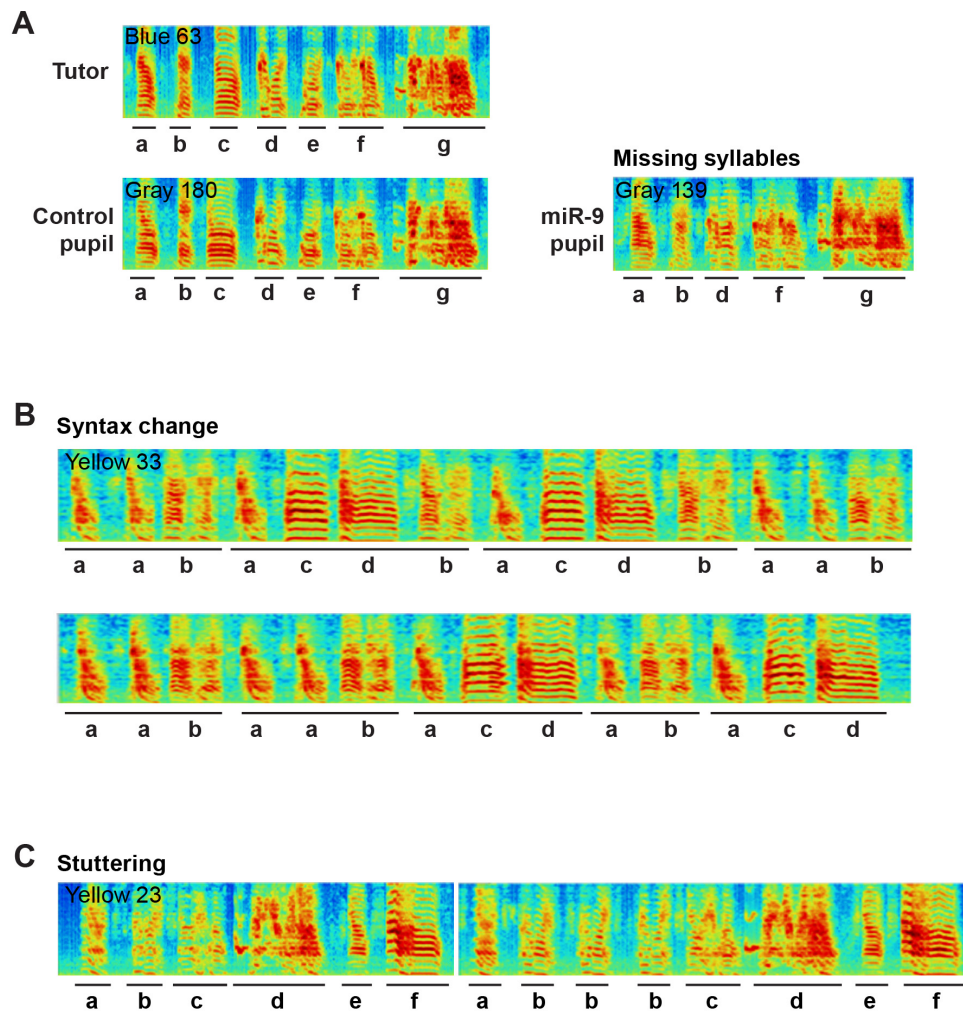 A
Blue 63
Tutor
a b c d e f g
Missing syllables
Gray 180
Control
pupil
a b c d e f g
Gray 139
miR-9
pupil
a b d f g
B
Syntax change
Yellow 33
a a b a c d b a c d b a a b
a a b a a b a c d a b a c d
C
Stuttering
Yellow 23
a b c d e f a b b b c d e f